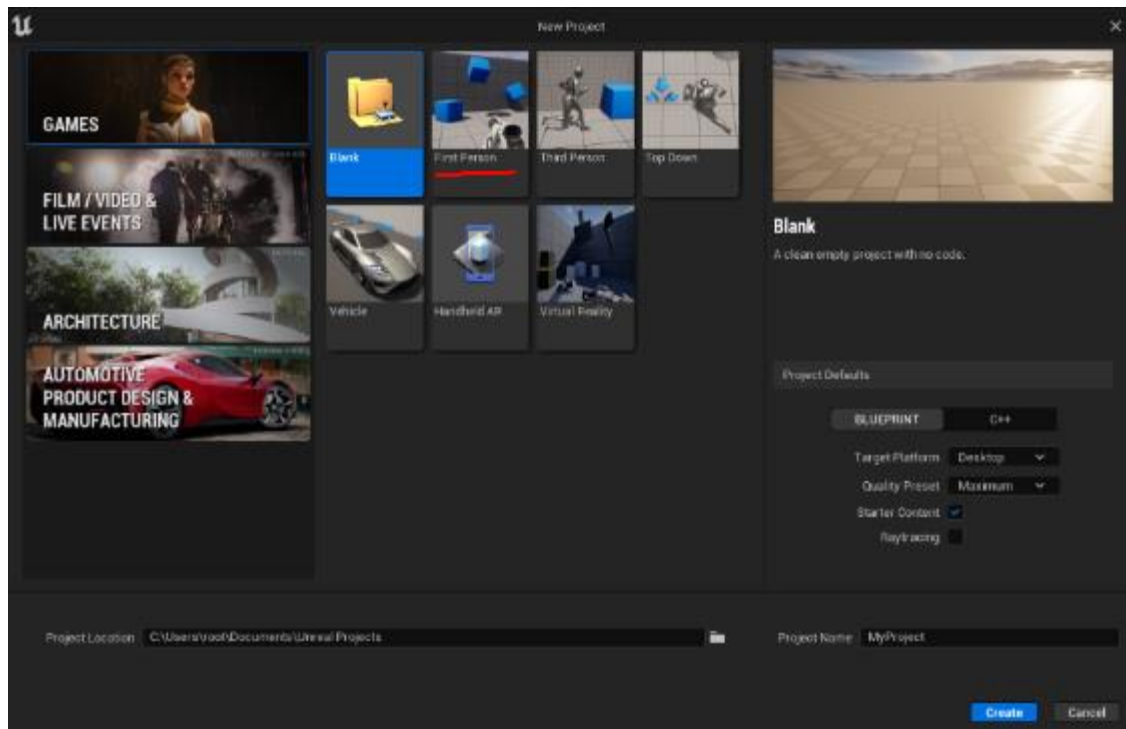 New Project
GAMES
FILM / VIDEO &
LIVE EVENTS
ARCHITECTURE
AUTOMOTIVE
PRODUCT DESIGN &
MANUFACTURING
Blank
First Person
Third Person
Top Down
Vehicle
Handheld AR
Virtual Reality
Blank
A clean empty project with no code.
Project Defaults
BLUEPRINT
C++
Target Platform Desktop
Quality Preset Maximum
Starter Content
Raytracing
Project Location C:\Users\root\Documents\Unreal Projects
Project Name MyProject
Create
Cancel